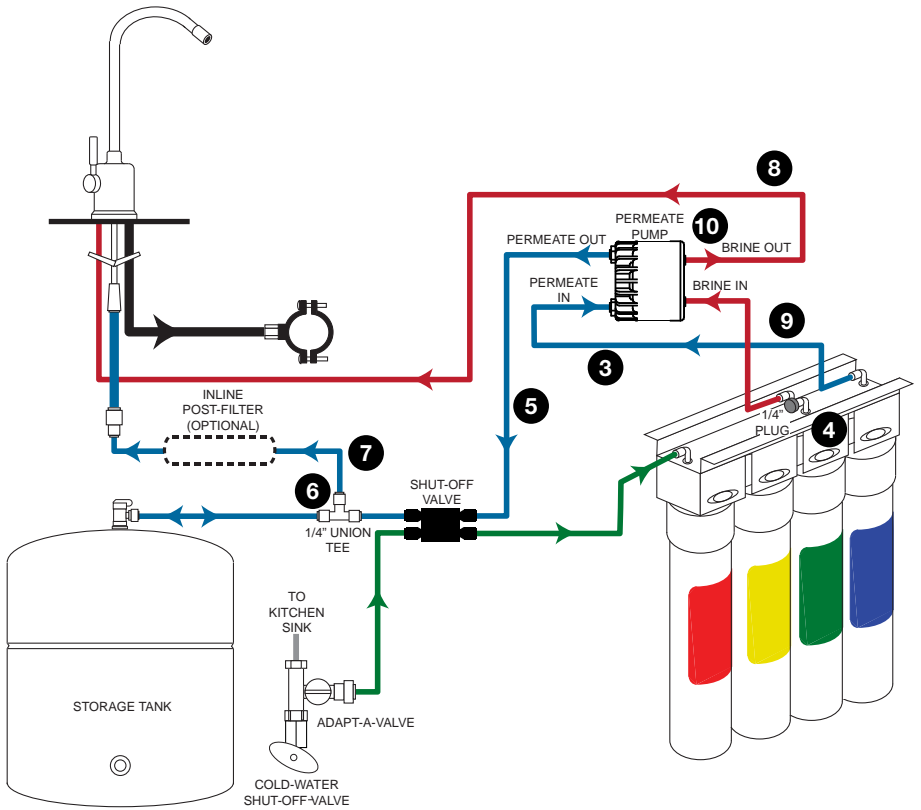 8
PERMEATE
PUMP
10
PERMEATE OUT
BRINE OUT
PERMEATE
IN
BRINE IN
9
3
INLINE
POST-FILTER
(OPTIONAL)
5
1/4"
PLUG
4
7
6
SHUT-OFF
VALVE
1/4" UNION
TEE
TO
KITCHEN
SINK
STORAGE TANK
ADAPT-A-VALVE
COLD-WATER
SHUT-OFF-VALVE